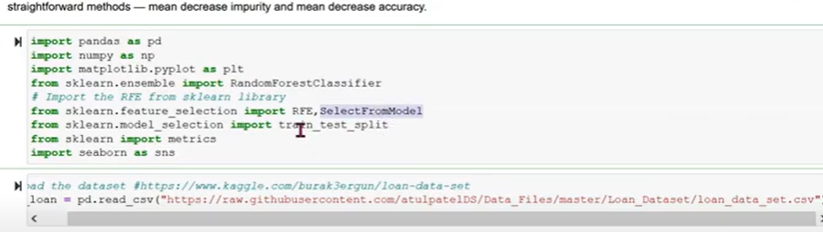 straightforward methods — mean decrease impurity and mean decrease accuracy.
import pandas as pd
import numpy as np
import matplotlib.pyplot as plt
from sklearn.ensemble import RandomForestClassifier
# Import the RFE from sklearn library
from sklearn.feature_selection import RFE,SelectFromModel
from sklearn.model_selection import train_test_split
from sklearn import metrics
import seaborn as sns
ad the dataset #https://www.kaggle.com/burak3ergun/loan-data-set
_loan = pd.read_csv("https://raw.githubusercontent.com/atulpatelDS/Data_Files/master/Loan_Dataset/loan_data_set.csv"